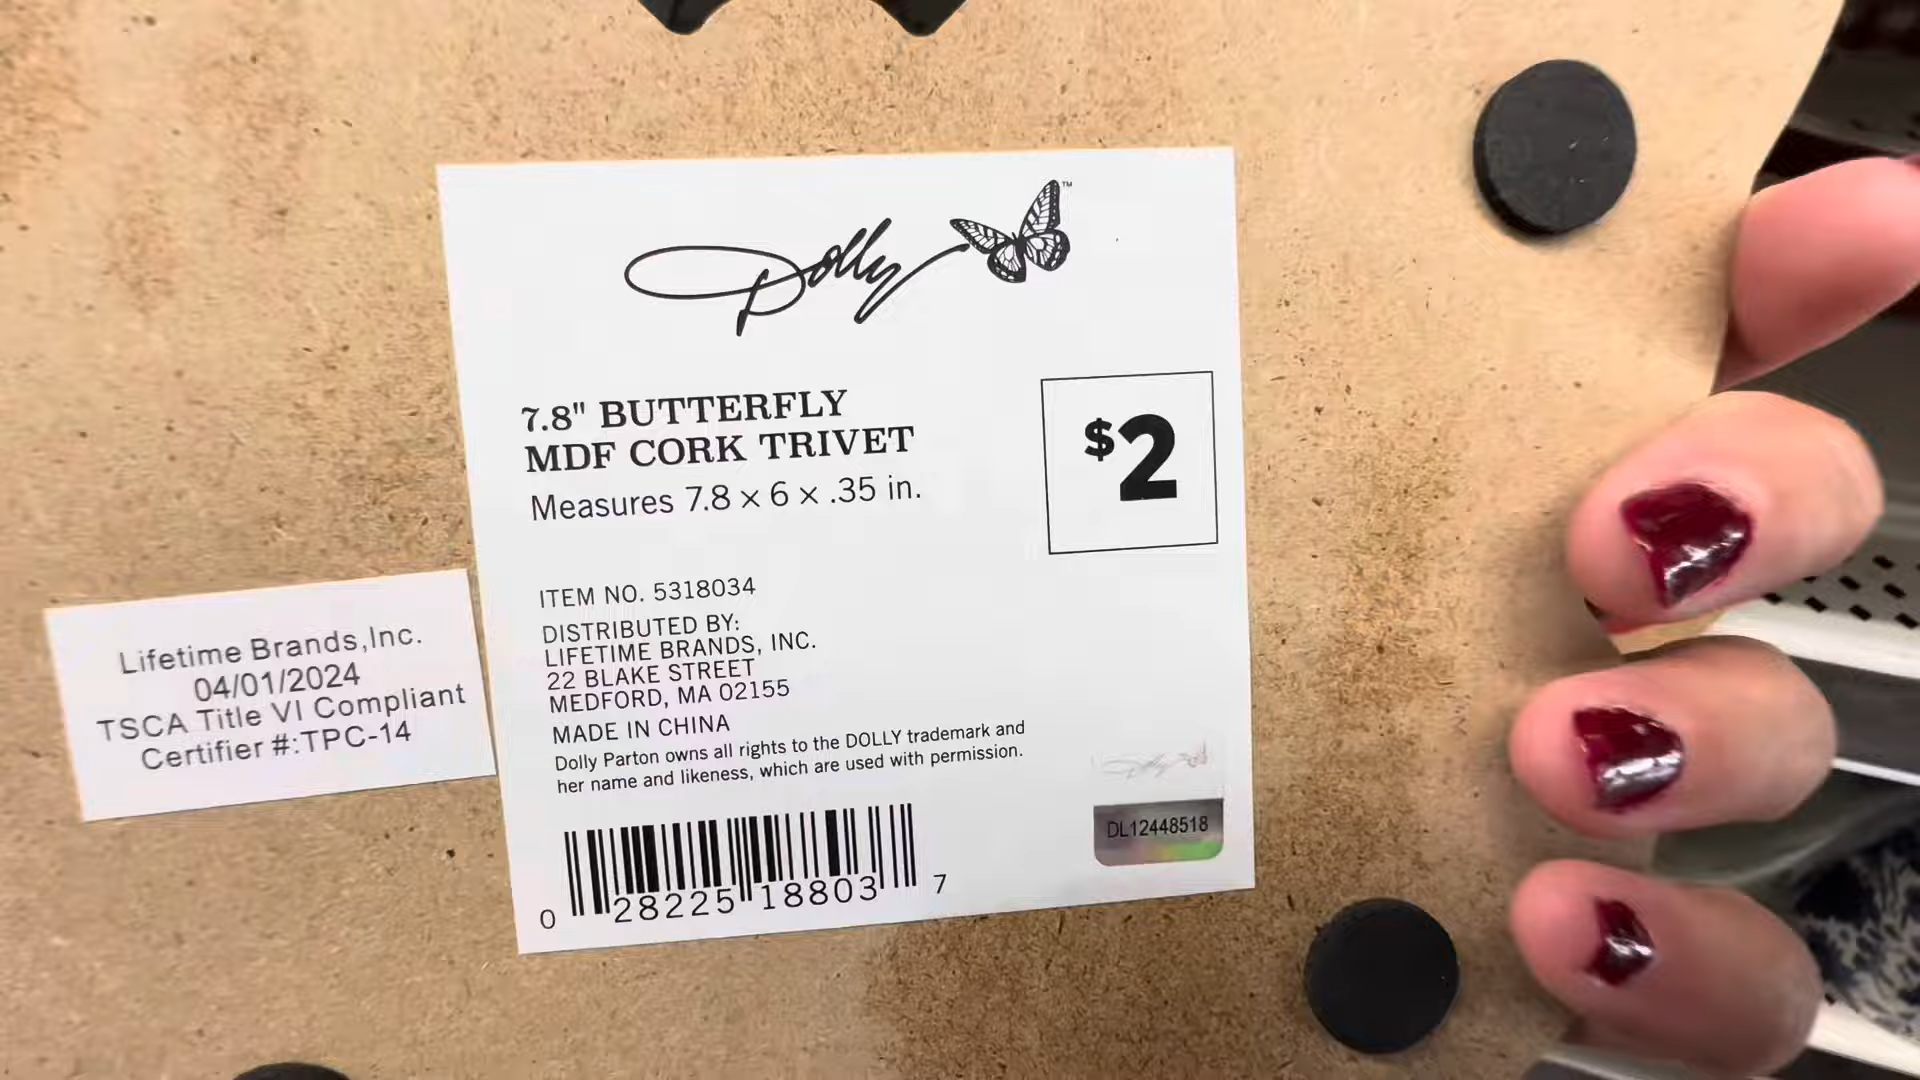 Dolly ™
7.8" BUTTERFLY
MDF CORK TRIVET
Measures 7.8 × 6 × .35 in.
$2
ITEM NO. 5318034
DISTRIBUTED BY:
LIFETIME BRANDS, INC.
22 BLAKE STREET
MEDFORD, MA 02155
MADE IN CHINA
Dolly Parton owns all rights to the DOLLY trademark and
her name and likeness, which are used with permission.
Dolly
DL12448518
0 28225 18803 7
Lifetime Brands,Inc.
04/01/2024
TSCA Title VI Compliant
Certifier #:TPC-14